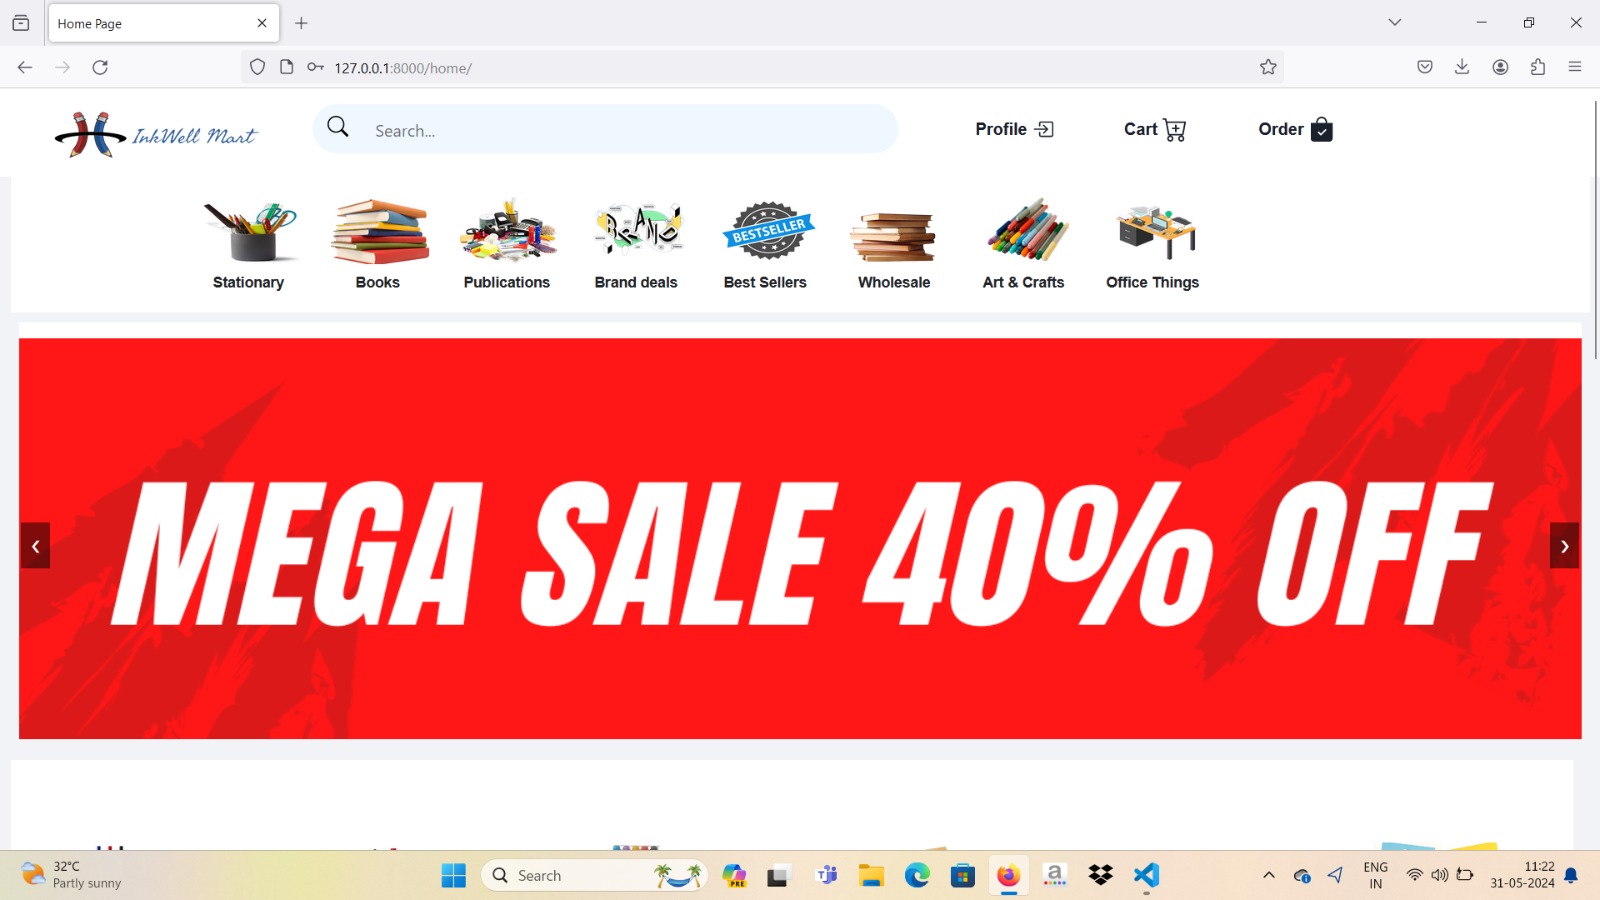 Home Page
127.0.0.1:8000/home/
InkWell Mart
Search...
Profile
Cart
Order
BRAND
BESTSELLER
Stationary
Books
Publications
Brand deals
Best Sellers
Wholesale
Art & Crafts
Office Things
MEGA SALE 40% OFF
32°C
Partly sunny
Search
PRE
a
ENG
IN
11:22
31-05-2024